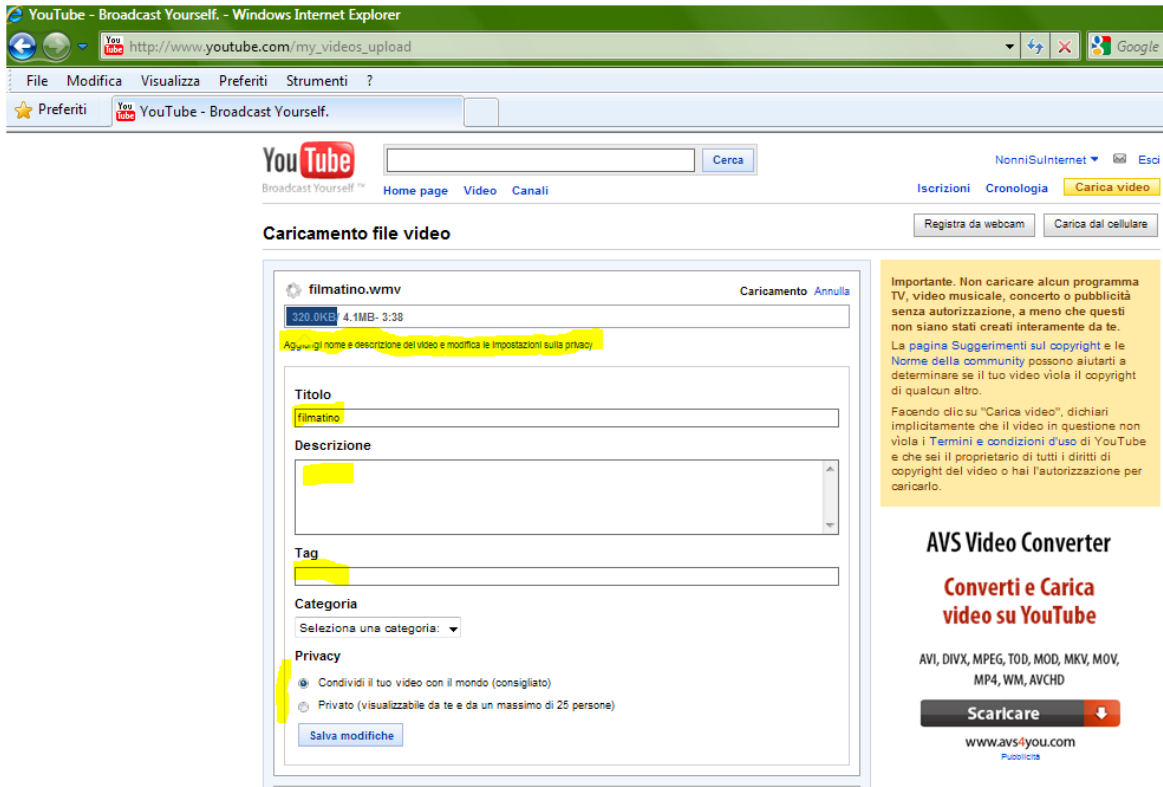 YouTube - Broadcast Yourself. - Windows Internet Explorer
You Tube http://www.youtube.com/my_videos_upload Google
File Modifica Visualizza Preferiti Strumenti ?
Preferiti You Tube YouTube - Broadcast Yourself.
You Tube Cerca NonniSuInternet Esci
Broadcast Yourself ™ Home page Video Canali Iscrizioni Cronologia Carica video
Caricamento file video Registra da webcam Carica dal cellulare
filmatino.wmv Caricamento Annulla
320.0KB/ 4.1MB- 3:38
Aggiungi nome e descrizione del video e modifica le impostazioni sulla privacy
Titolo
filmatino
Descrizione
Tag
Categoria
Seleziona una categoria:
Privacy
Condividi il tuo video con il mondo (consigliato)
Privato (visualizzabile da te e da un massimo di 25 persone)
Salva modifiche
Importante. Non caricare alcun programma
TV, video musicale, concerto o pubblicità
senza autorizzazione, a meno che questi
non siano stati creati interamente da te.
La pagina Suggerimenti sul copyright e le
Norme della community possono aiutarti a
determinare se il tuo video vìola il copyright
di qualcun altro.
Facendo clic su "Carica video", dichiari
implicitamente che il video in questione non
vìola i Termini e condizioni d'uso di YouTube
e che sei il proprietario di tutti i diritti di
copyright del video o hai l'autorizzazione per
caricarlo.
AVS Video Converter
Converti e Carica
video su YouTube
AVI, DIVX, MPEG, TOD, MOD, MKV, MOV,
MP4, WM, AVCHD
Scaricare
www.avs4you.com
Pubblicità